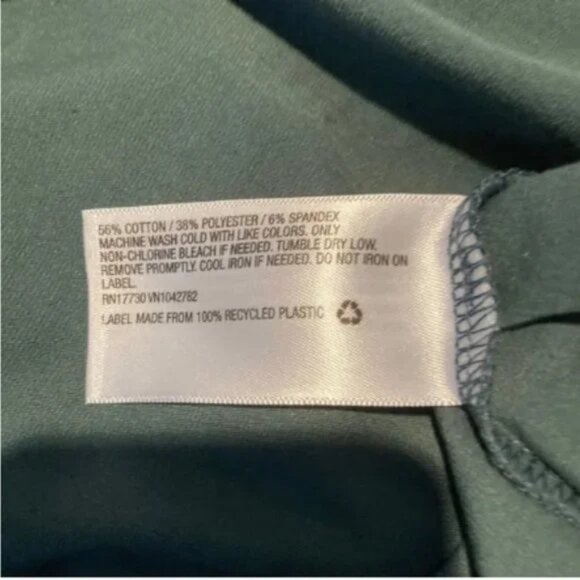 56% COTTON / 38% POLYESTER / 6% SPANDEX
MACHINE WASH COLD WITH LIKE COLORS. ONLY
NON-CHLORINE BLEACH IF NEEDED. TUMBLE DRY LOW.
REMOVE PROMPTLY. COOL IRON IF NEEDED. DO NOT IRON ON
LABEL.
RN17730 VN1042782
LABEL MADE FROM 100% RECYCLED PLASTIC